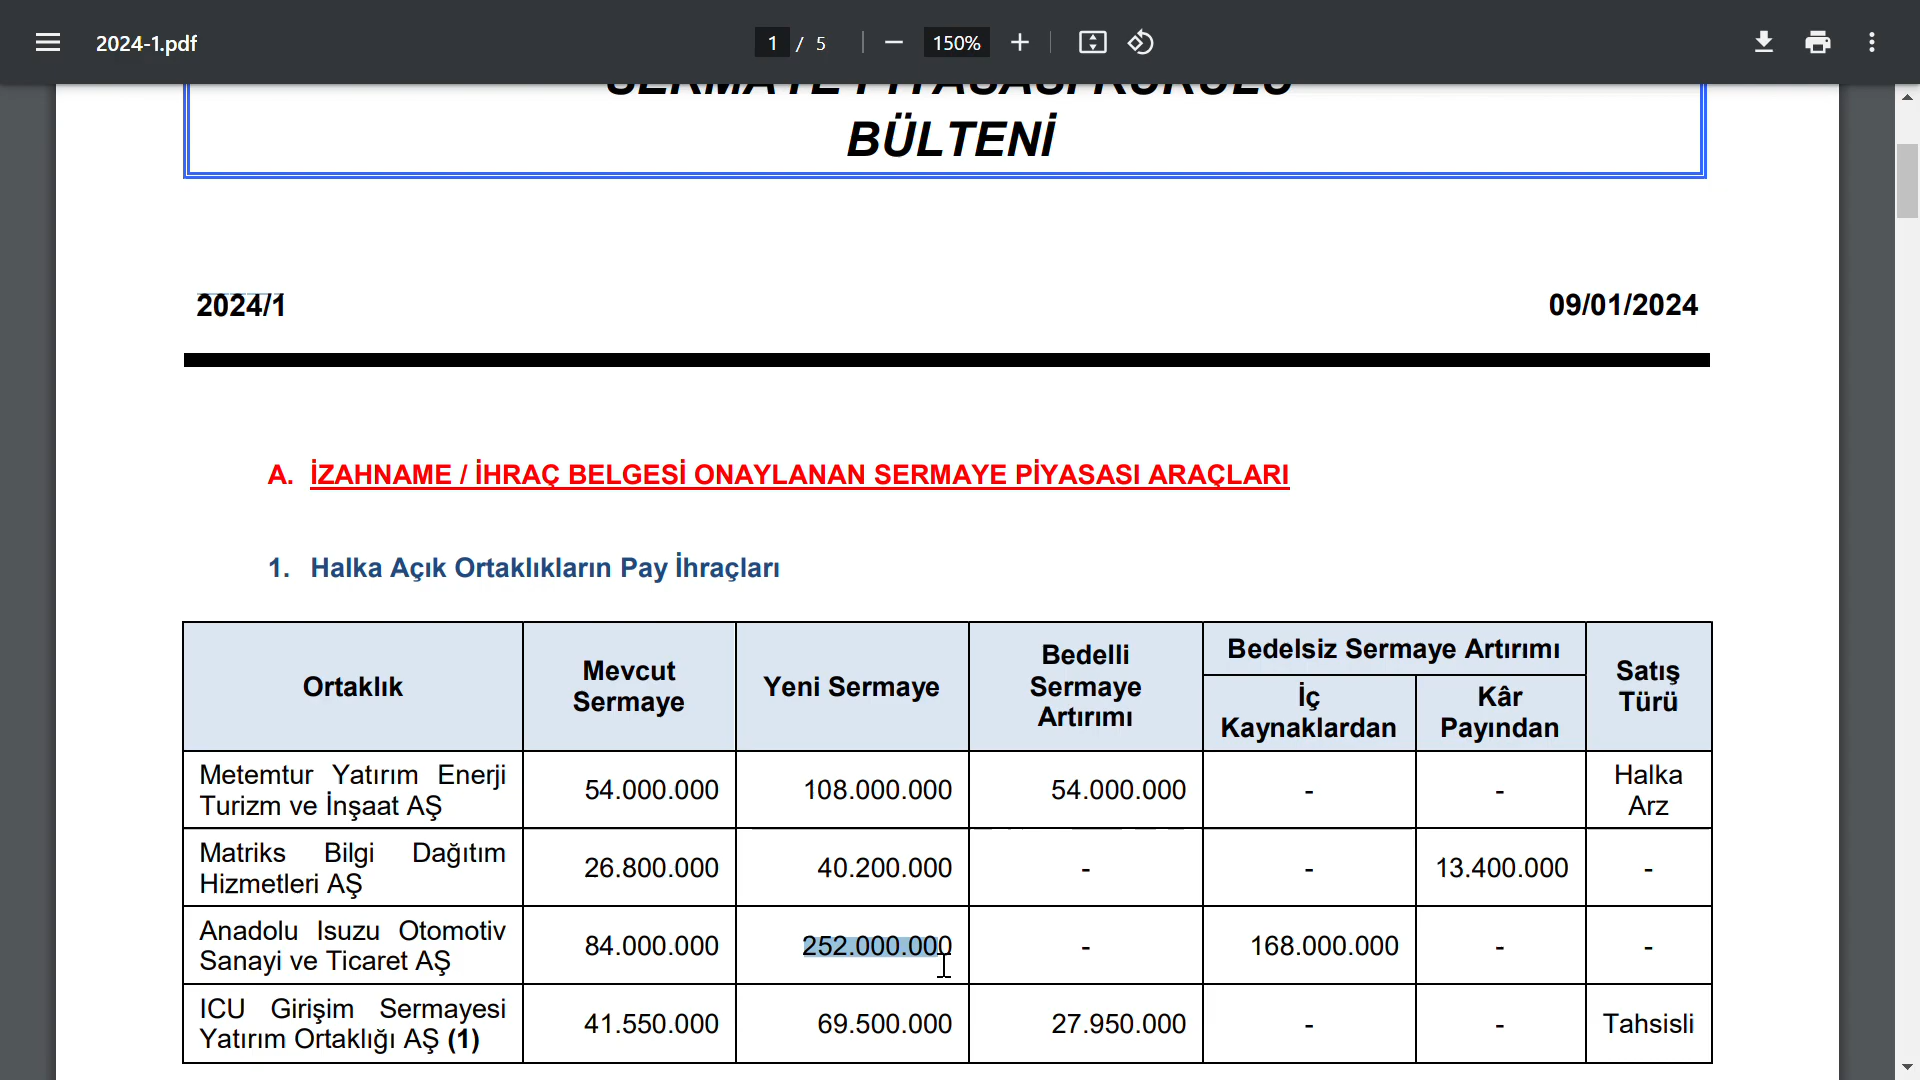 2024-1.pdf
1 / 5
150%
SERMAYE PİYASASI KURULU
BÜLTENİ
2024/1
09/01/2024
A. İZAHNAME / İHRAÇ BELGESİ ONAYLANAN SERMAYE PİYASASI ARAÇLARI
1. Halka Açık Ortaklıkların Pay İhraçları
Ortaklık
Mevcut
Sermaye
Yeni Sermaye
Bedelli
Sermaye
Artırımı
Bedelsiz Sermaye Artırımı
İç
Kaynaklardan
Kâr
Payından
Satış
Türü
Metemtur Yatırım Enerji
Turizm ve İnşaat AŞ
54.000.000
108.000.000
54.000.000
-
-
Halka
Arz
Matriks Bilgi Dağıtım
Hizmetleri AŞ
26.800.000
40.200.000
-
-
13.400.000
-
Anadolu Isuzu Otomotiv
Sanayi ve Ticaret AŞ
84.000.000
252.000.000
-
168.000.000
-
-
ICU Girişim Sermayesi
Yatırım Ortaklığı AŞ (1)
41.550.000
69.500.000
27.950.000
-
-
Tahsisli